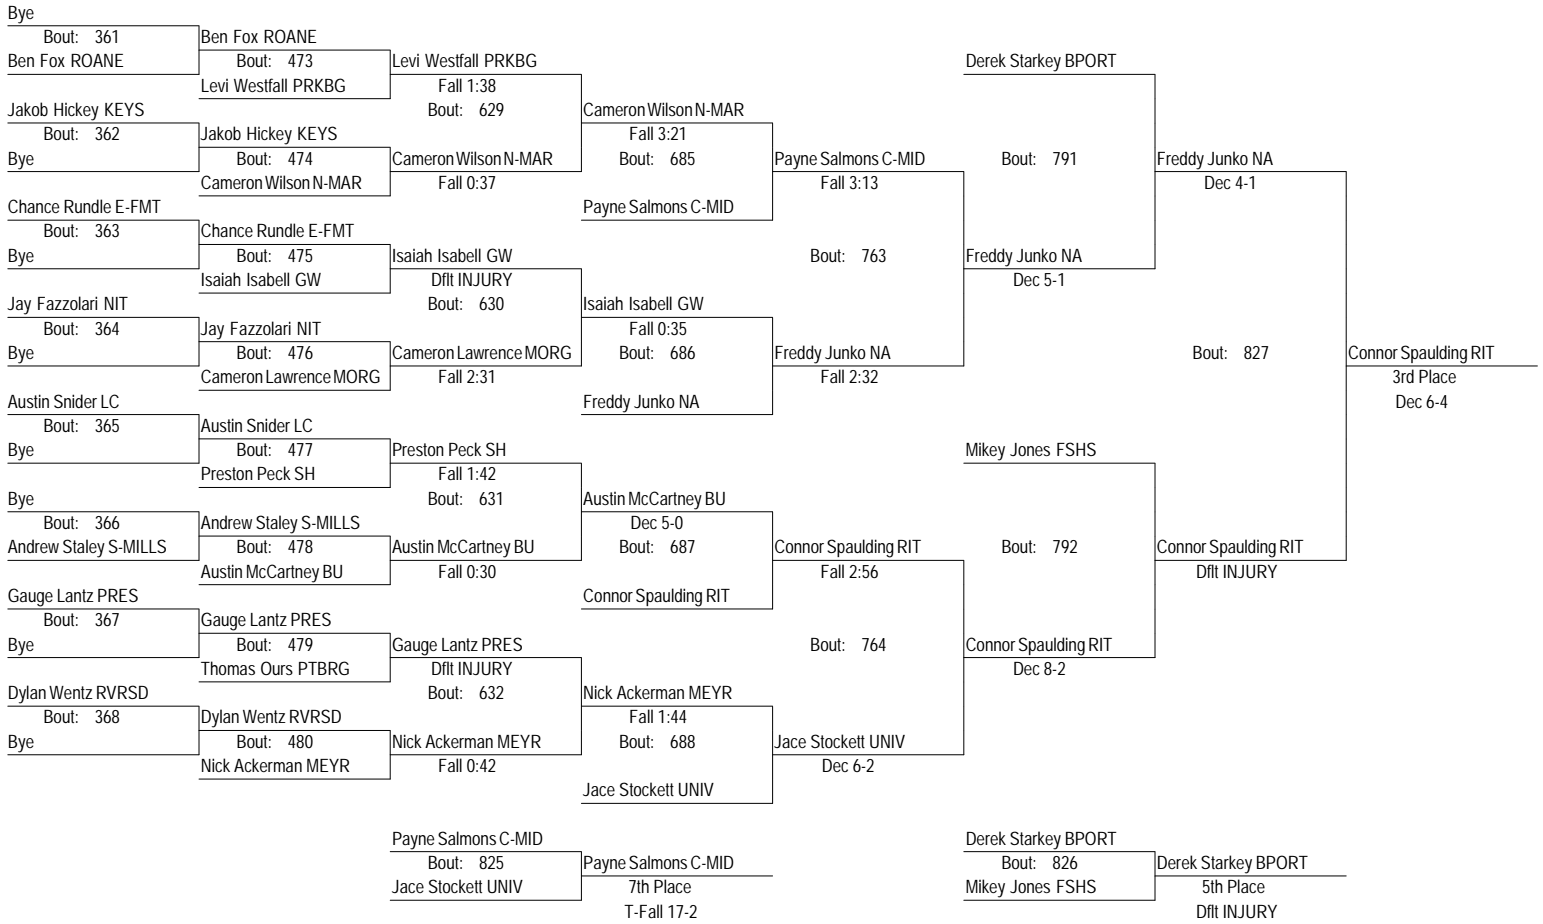 Bye
Bout: 361
Ben Fox ROANE
Jakob Hickey KEYS
Bout: 362
Bye
Chance Rundle E-FMT
Bout: 363
Bye
Jay Fazzolari NIT
Bout: 364
Bye
Austin Snider LC
Bout: 365
Bye
Bye
Bout: 366
Andrew Staley S-MILLS
Gauge Lantz PRES
Bout: 367
Bye
Dylan Wentz RVRSD
Bout: 368
Bye
Ben Fox ROANE
Bout: 473
Levi Westfall PRKBG
Jakob Hickey KEYS
Bout: 474
Cameron Wilson N-MAR
Chance Rundle E-FMT
Bout: 475
Isaiah Isabell GW
Jay Fazzolari NIT
Bout: 476
Cameron Lawrence MORG
Austin Snider LC
Bout: 477
Preston Peck SH
Andrew Staley S-MILLS
Bout: 478
Austin McCartney BU
Gauge Lantz PRES
Bout: 479
Thomas Ours PTBRG
Dylan Wentz RVRSD
Bout: 480
Nick Ackerman MEYR
Levi Westfall PRKBG
Fall 1:38
Bout: 629
Cameron Wilson N-MAR
Fall 0:37
Isaiah Isabell GW
Dflt INJURY
Bout: 630
Cameron Lawrence MORG
Fall 2:31
Preston Peck SH
Fall 1:42
Bout: 631
Austin McCartney BU
Fall 0:30
Gauge Lantz PRES
Dflt INJURY
Bout: 632
Nick Ackerman MEYR
Fall 0:42
Cameron Wilson N-MAR
Fall 3:21
Bout: 685
Payne Salmons C-MID
Isaiah Isabell GW
Fall 0:35
Bout: 686
Freddy Junko NA
Austin McCartney BU
Dec 5-0
Bout: 687
Connor Spaulding RIT
Nick Ackerman MEYR
Fall 1:44
Bout: 688
Jace Stockett UNIV
Payne Salmons C-MID
Fall 3:13
Bout: 763
Freddy Junko NA
Fall 2:32
Connor Spaulding RIT
Fall 2:56
Bout: 764
Jace Stockett UNIV
Dec 6-2
Derek Starkey BPORT
Bout: 791
Freddy Junko NA
Dec 5-1
Mikey Jones FSHS
Bout: 792
Connor Spaulding RIT
Dec 8-2
Freddy Junko NA
Dec 4-1
Bout: 827
Connor Spaulding RIT
Dflt INJURY
Connor Spaulding RIT
3rd Place
Dec 6-4
Payne Salmons C-MID
Bout: 825
Jace Stockett UNIV
Payne Salmons C-MID
7th Place
T-Fall 17-2
Derek Starkey BPORT
Bout: 826
Mikey Jones FSHS
Derek Starkey BPORT
5th Place
Dflt INJURY